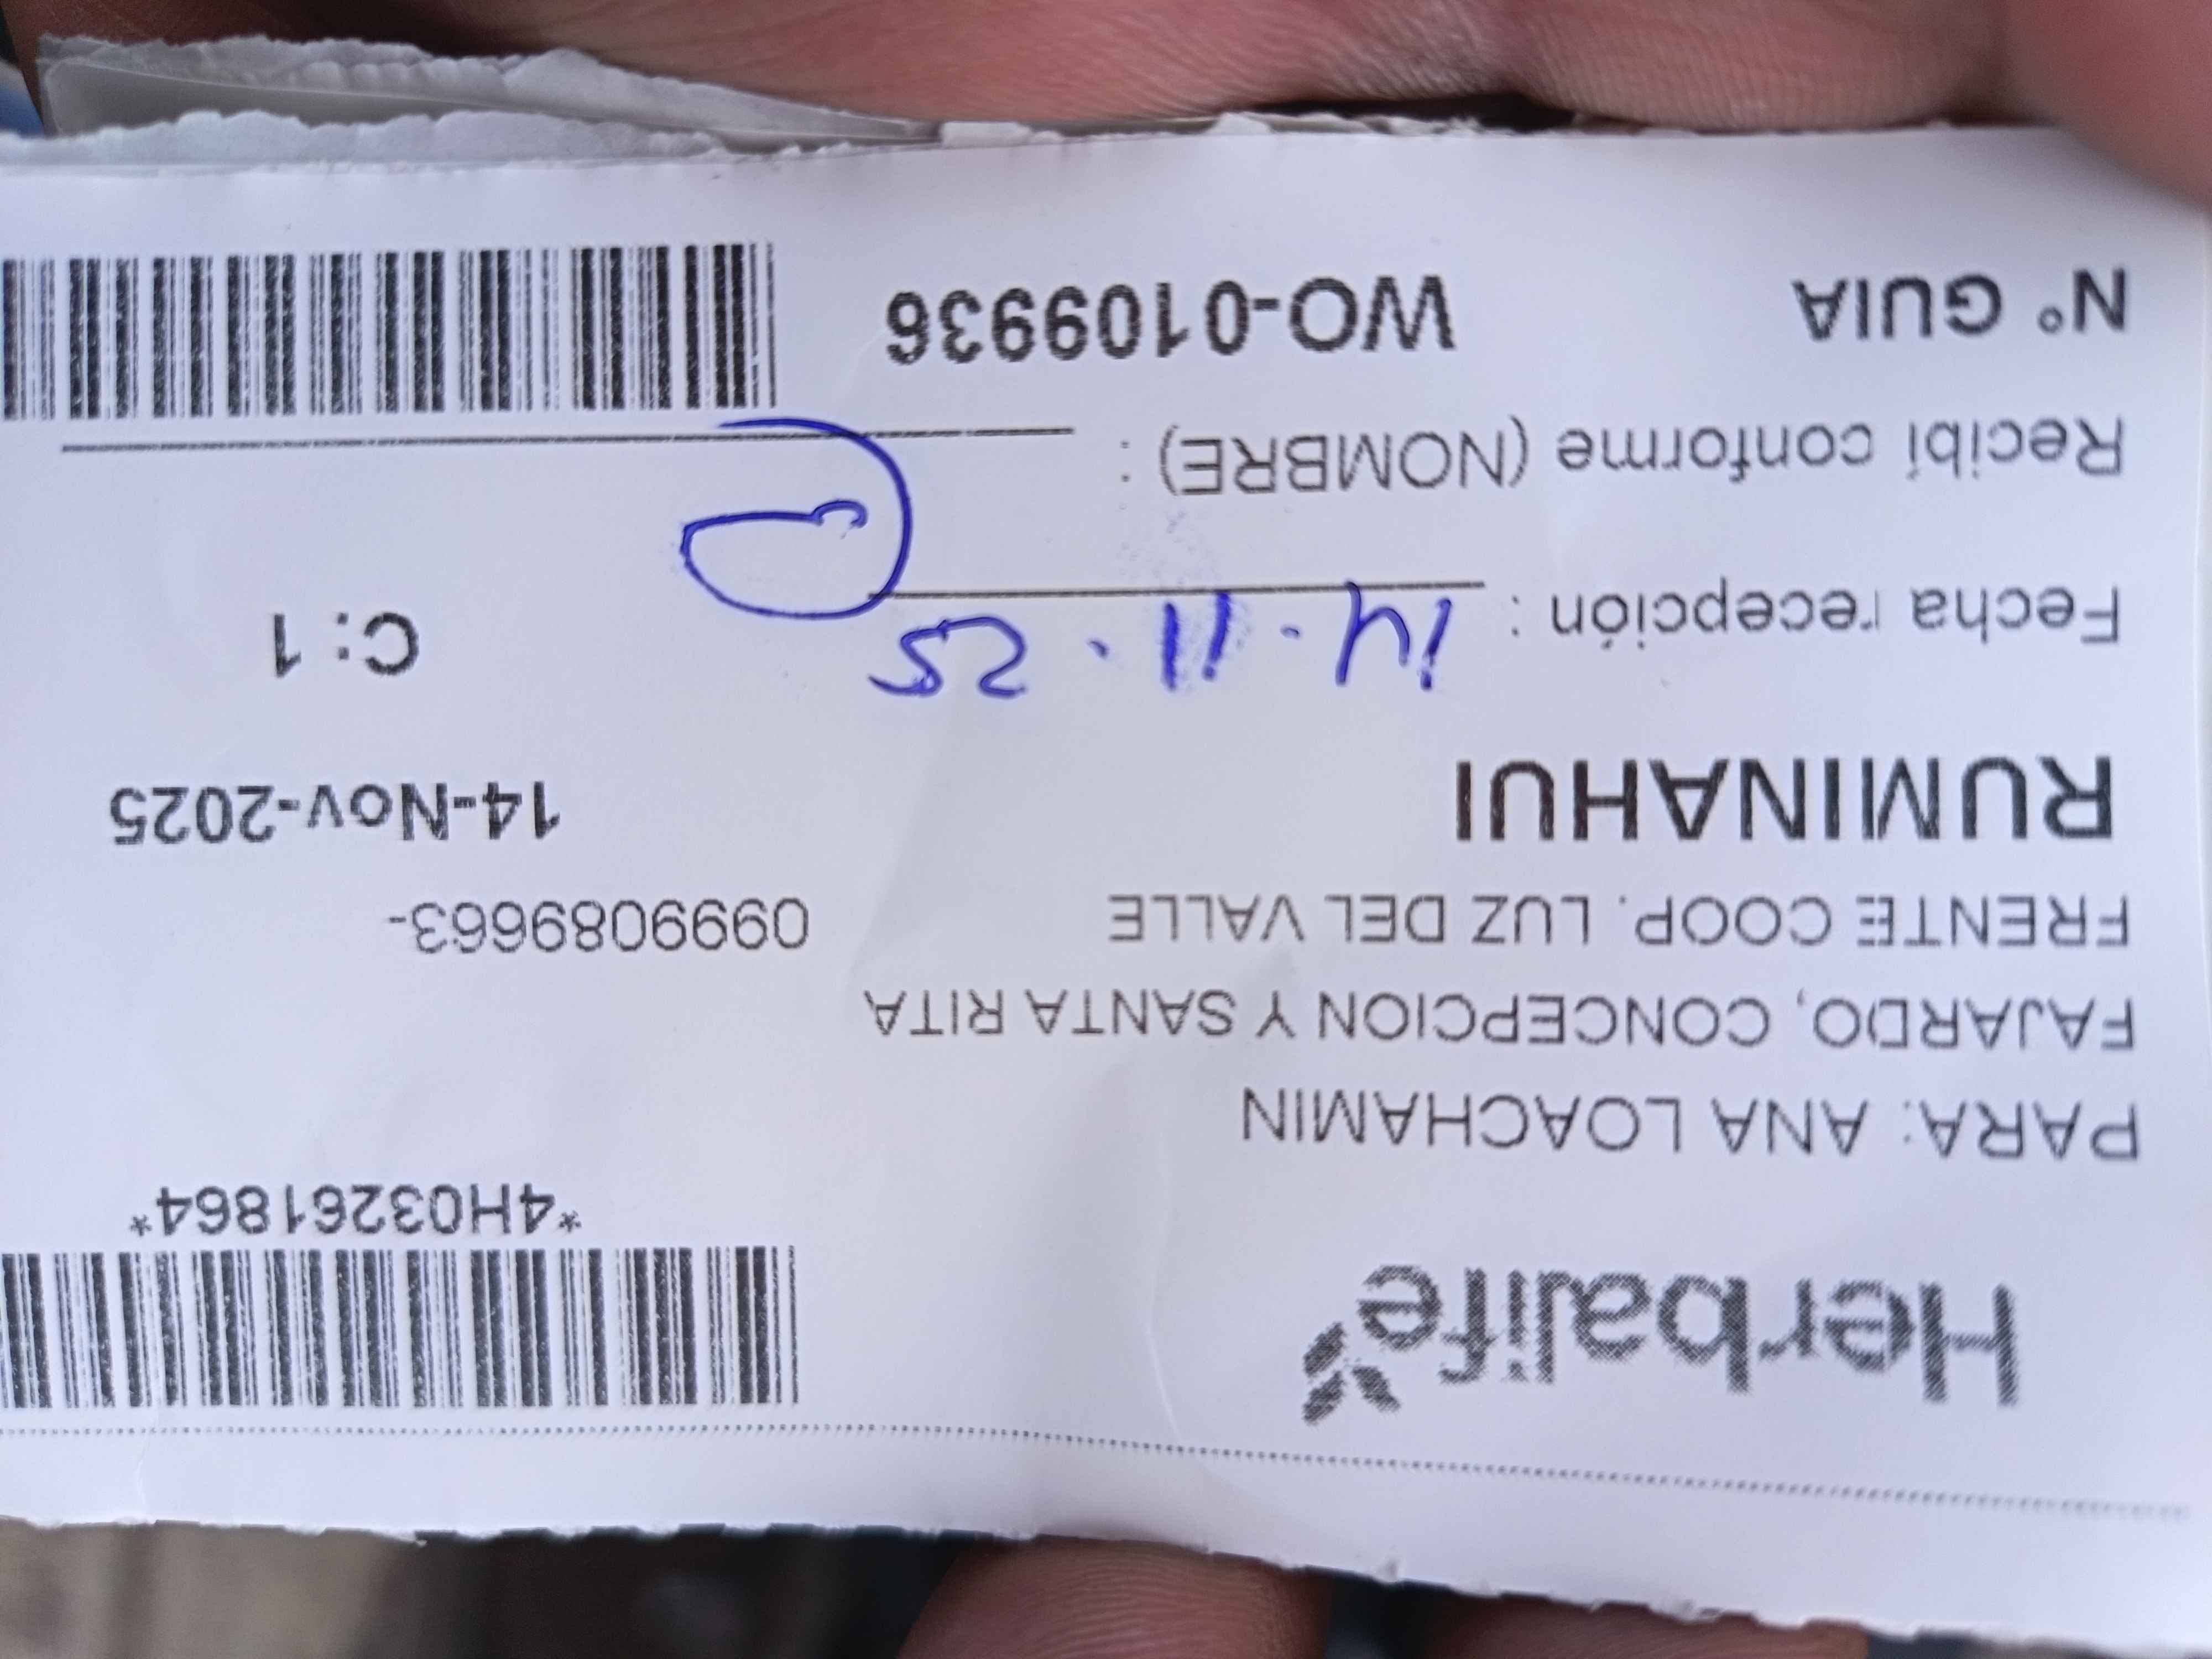 Herbalife
*4H03261864*
PARA: ANA LOACHAMIN
FAJARDO, CONCEPCION Y SANTA RITA
FRENTE COOP. LUZ DEL VALLE 0999089663-
RUMINAHUI 14-Nov-2025
Fecha recepción : 14.11.25 C: 1
Recibí conforme (NOMBRE) :
N° GUIA WO-0109936